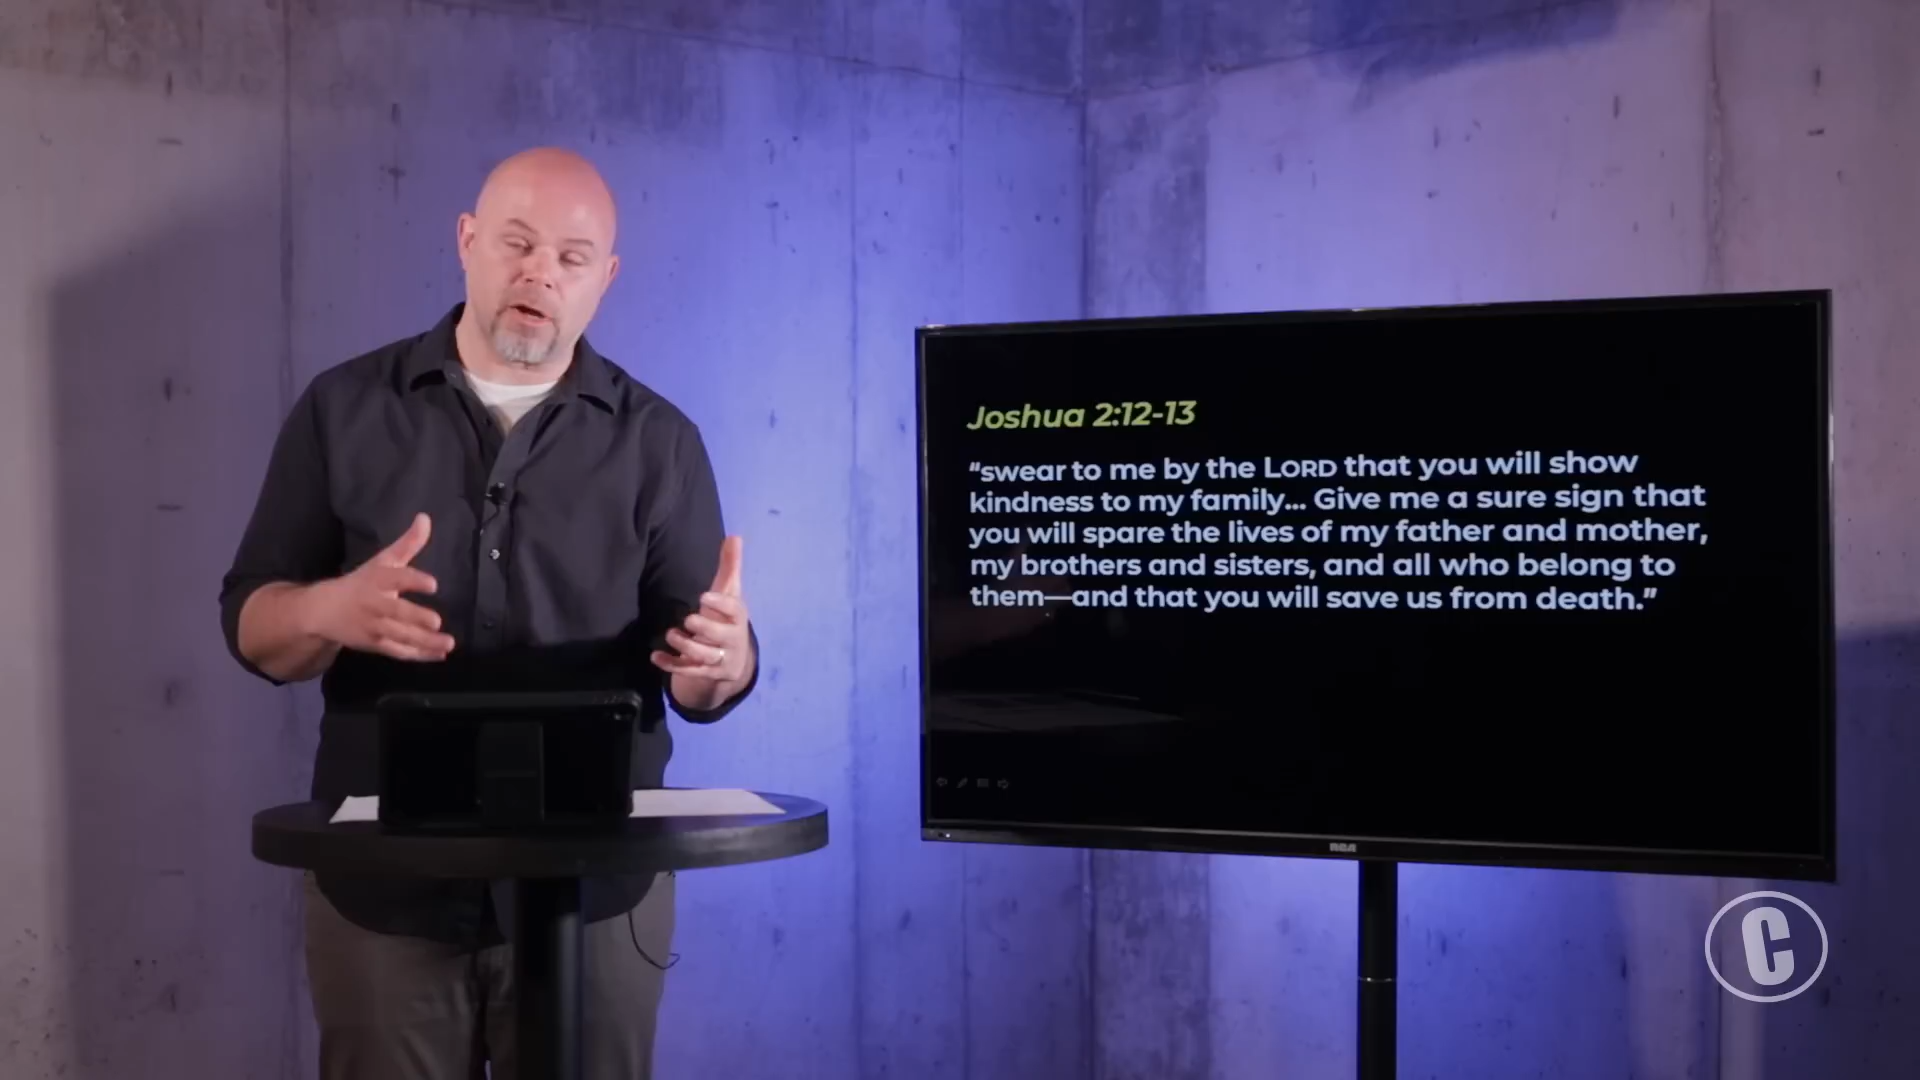 Joshua 2:12-13
“swear to me by the LORD that you will show
kindness to my family... Give me a sure sign that
you will spare the lives of my father and mother,
my brothers and sisters, and all who belong to
them—and that you will save us from death.”
RCA
C